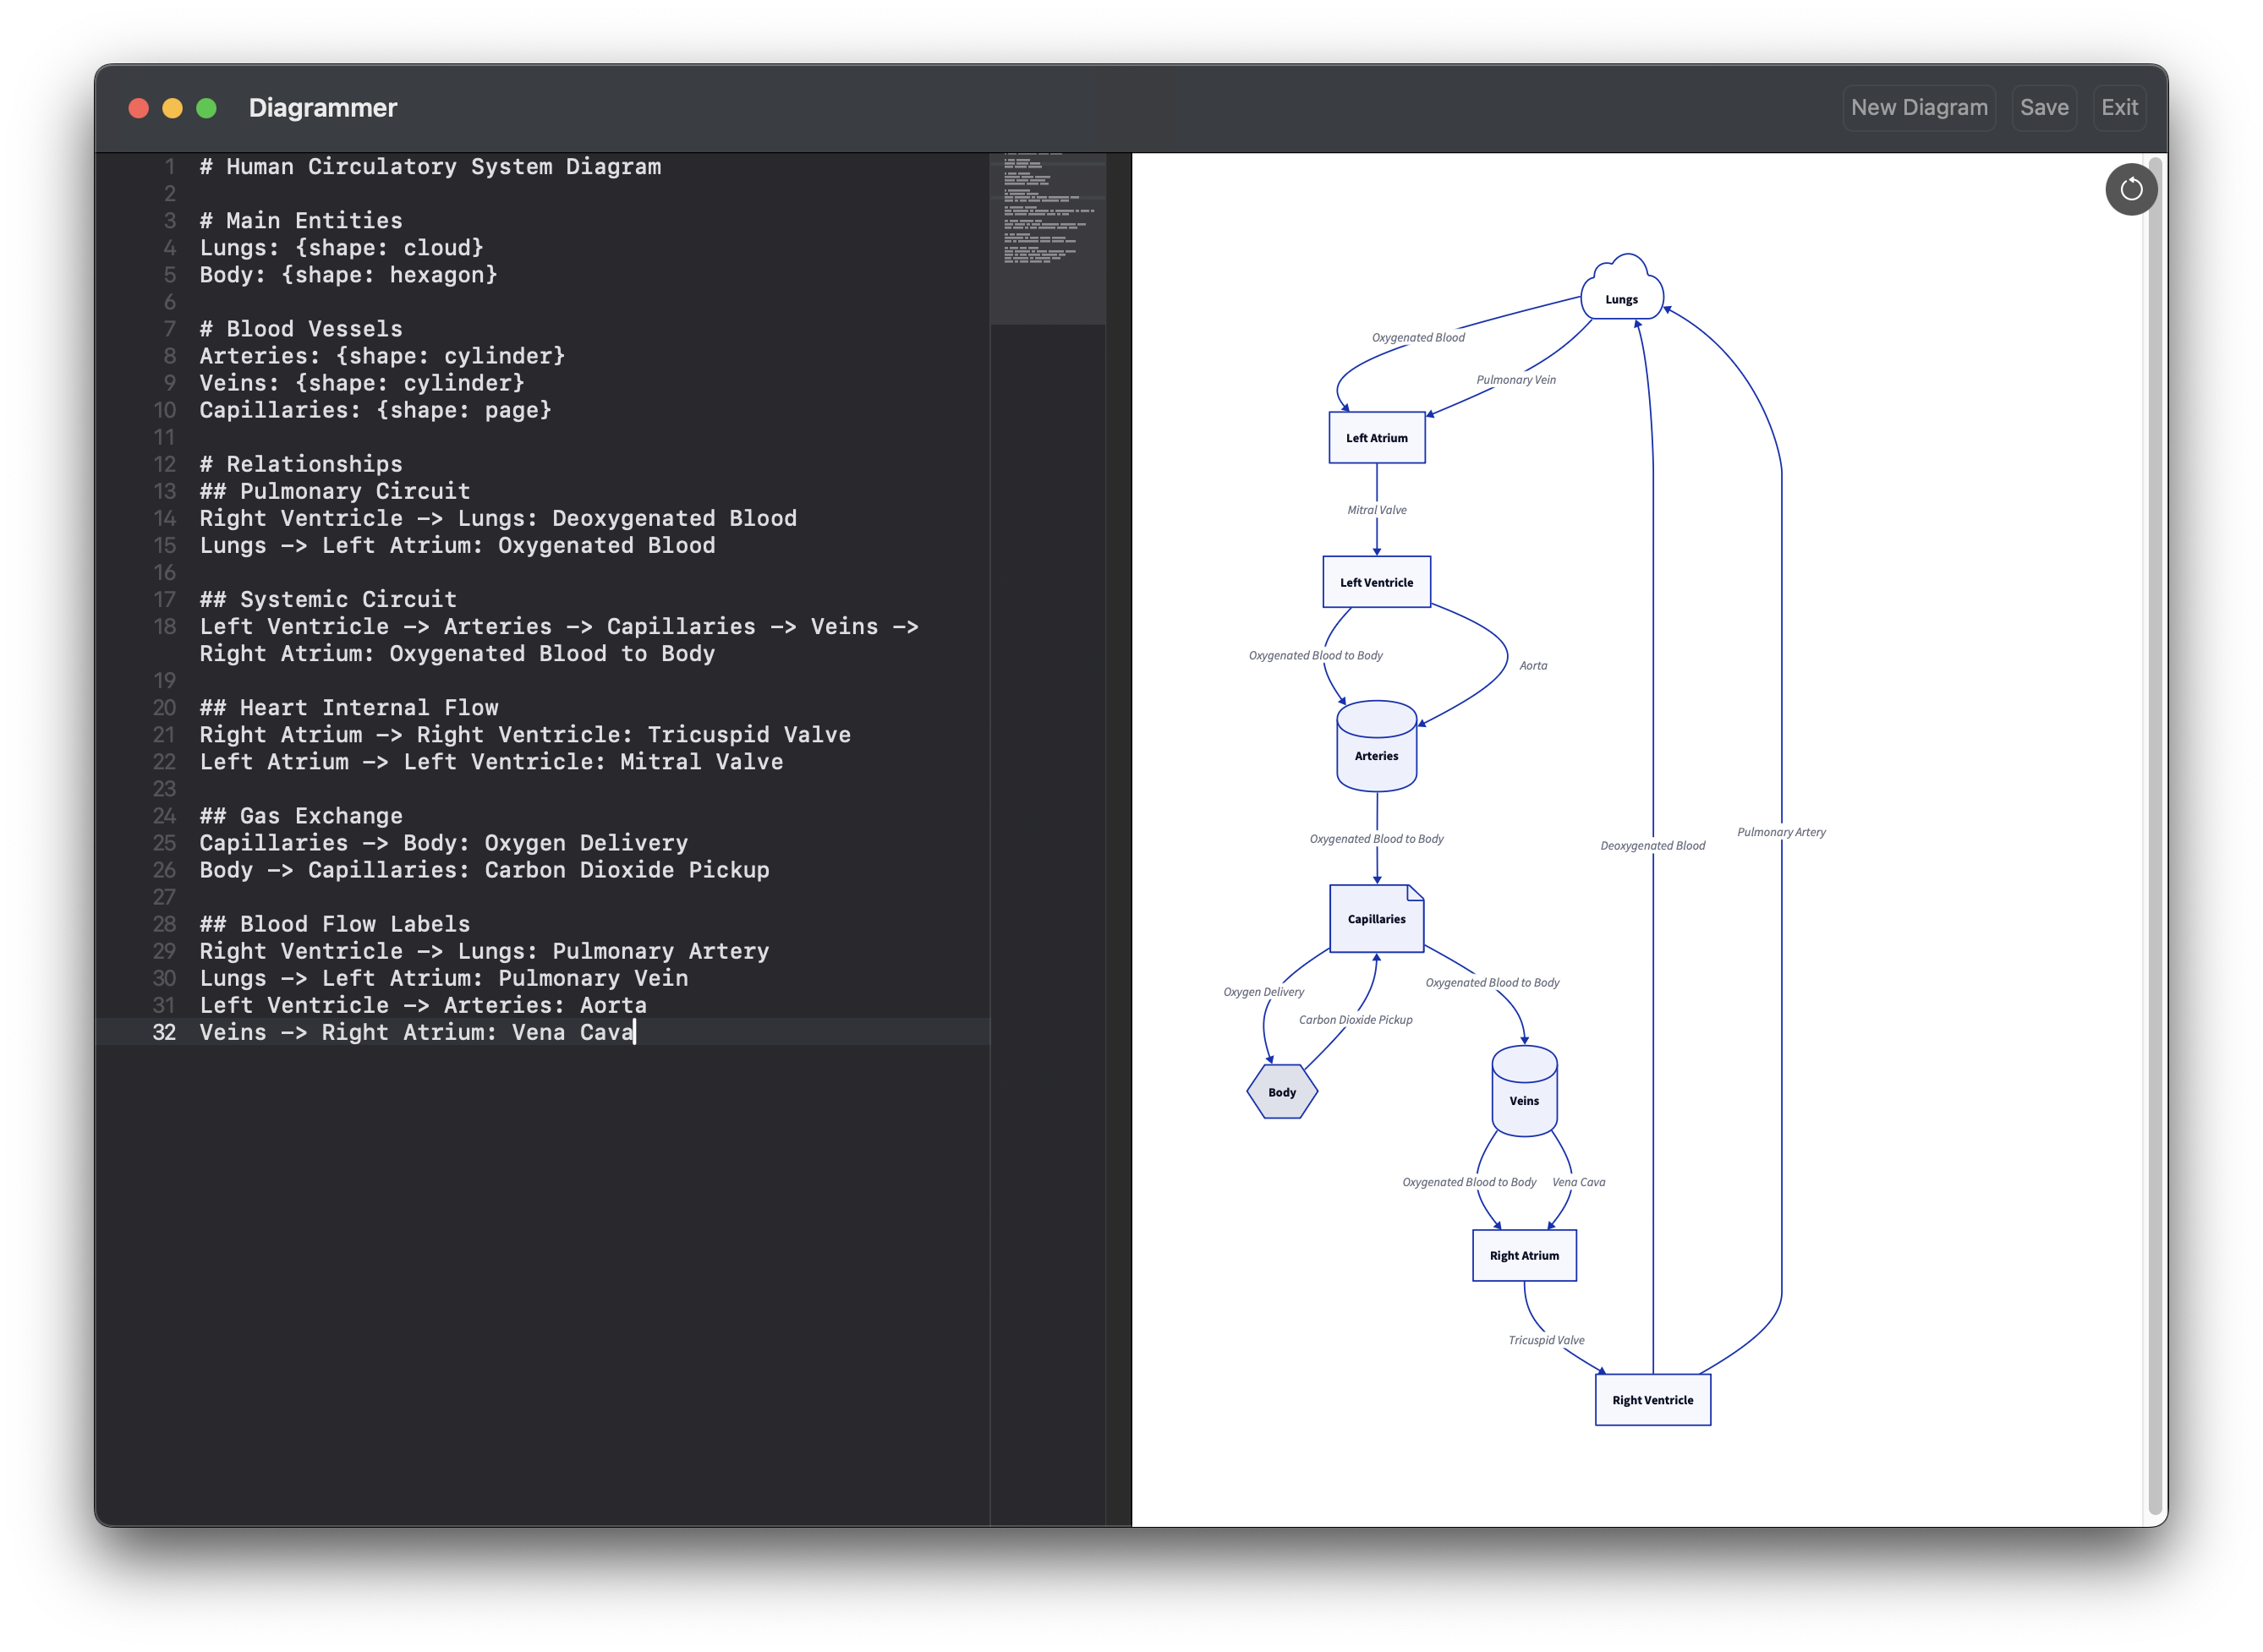 Diagrammer
New Diagram
Save
Exit
1 # Human Circulatory System Diagram
2
3 # Main Entities
4 Lungs: {shape: cloud}
5 Body: {shape: hexagon}
6
7 # Blood Vessels
8 Arteries: {shape: cylinder}
9 Veins: {shape: cylinder}
10 Capillaries: {shape: page}
11
12 # Relationships
13 ## Pulmonary Circuit
14 Right Ventricle -> Lungs: Deoxygenated Blood
15 Lungs -> Left Atrium: Oxygenated Blood
16
17 ## Systemic Circuit
18 Left Ventricle -> Arteries -> Capillaries -> Veins ->
Right Atrium: Oxygenated Blood to Body
19
20 ## Heart Internal Flow
21 Right Atrium -> Right Ventricle: Tricuspid Valve
22 Left Atrium -> Left Ventricle: Mitral Valve
23
24 ## Gas Exchange
25 Capillaries -> Body: Oxygen Delivery
26 Body -> Capillaries: Carbon Dioxide Pickup
27
28 ## Blood Flow Labels
29 Right Ventricle -> Lungs: Pulmonary Artery
30 Lungs -> Left Atrium: Pulmonary Vein
31 Left Ventricle -> Arteries: Aorta
32 Veins -> Right Atrium: Vena Cava
Lungs
Oxygenated Blood
Pulmonary Vein
Left Atrium
Mitral Valve
Left Ventricle
Oxygenated Blood to Body
Aorta
Arteries
Oxygenated Blood to Body
Deoxygenated Blood
Pulmonary Artery
Capillaries
Oxygen Delivery
Oxygenated Blood to Body
Carbon Dioxide Pickup
Body
Veins
Oxygenated Blood to Body
Vena Cava
Right Atrium
Tricuspid Valve
Right Ventricle